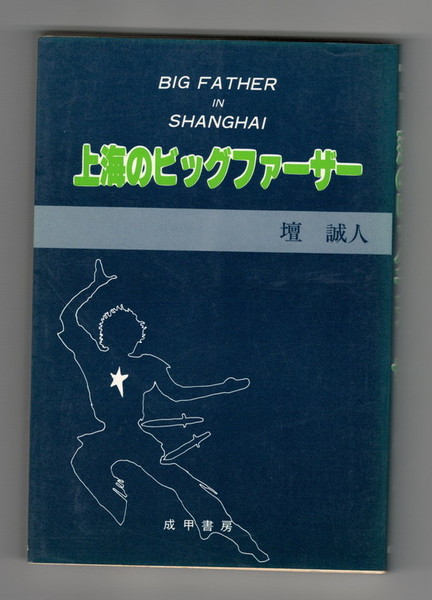 BIG FATHER
IN
SHANGHAI
上海のビッグファーザー
壇 誠人
成甲書房